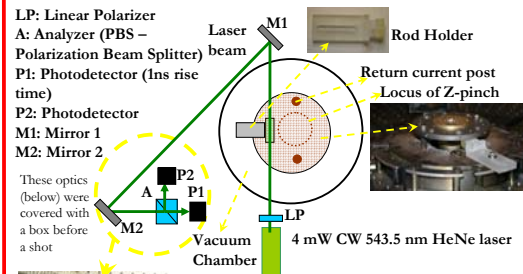 LP: Linear Polarizer
A: Analyzer (PBS –
Polarization Beam Splitter)
P1: Photodetector (1ns rise
time)
P2: Photodetector
M1: Mirror 1
M2: Mirror 2
These optics
(below) were
covered with
a box before
a shot
M1
Laser
beam
Rod Holder
Return current post
Locus of Z-pinch
P2
A
P1
M2
LP
Vacuum
Chamber
4 mW CW 543.5 nm HeNe laser